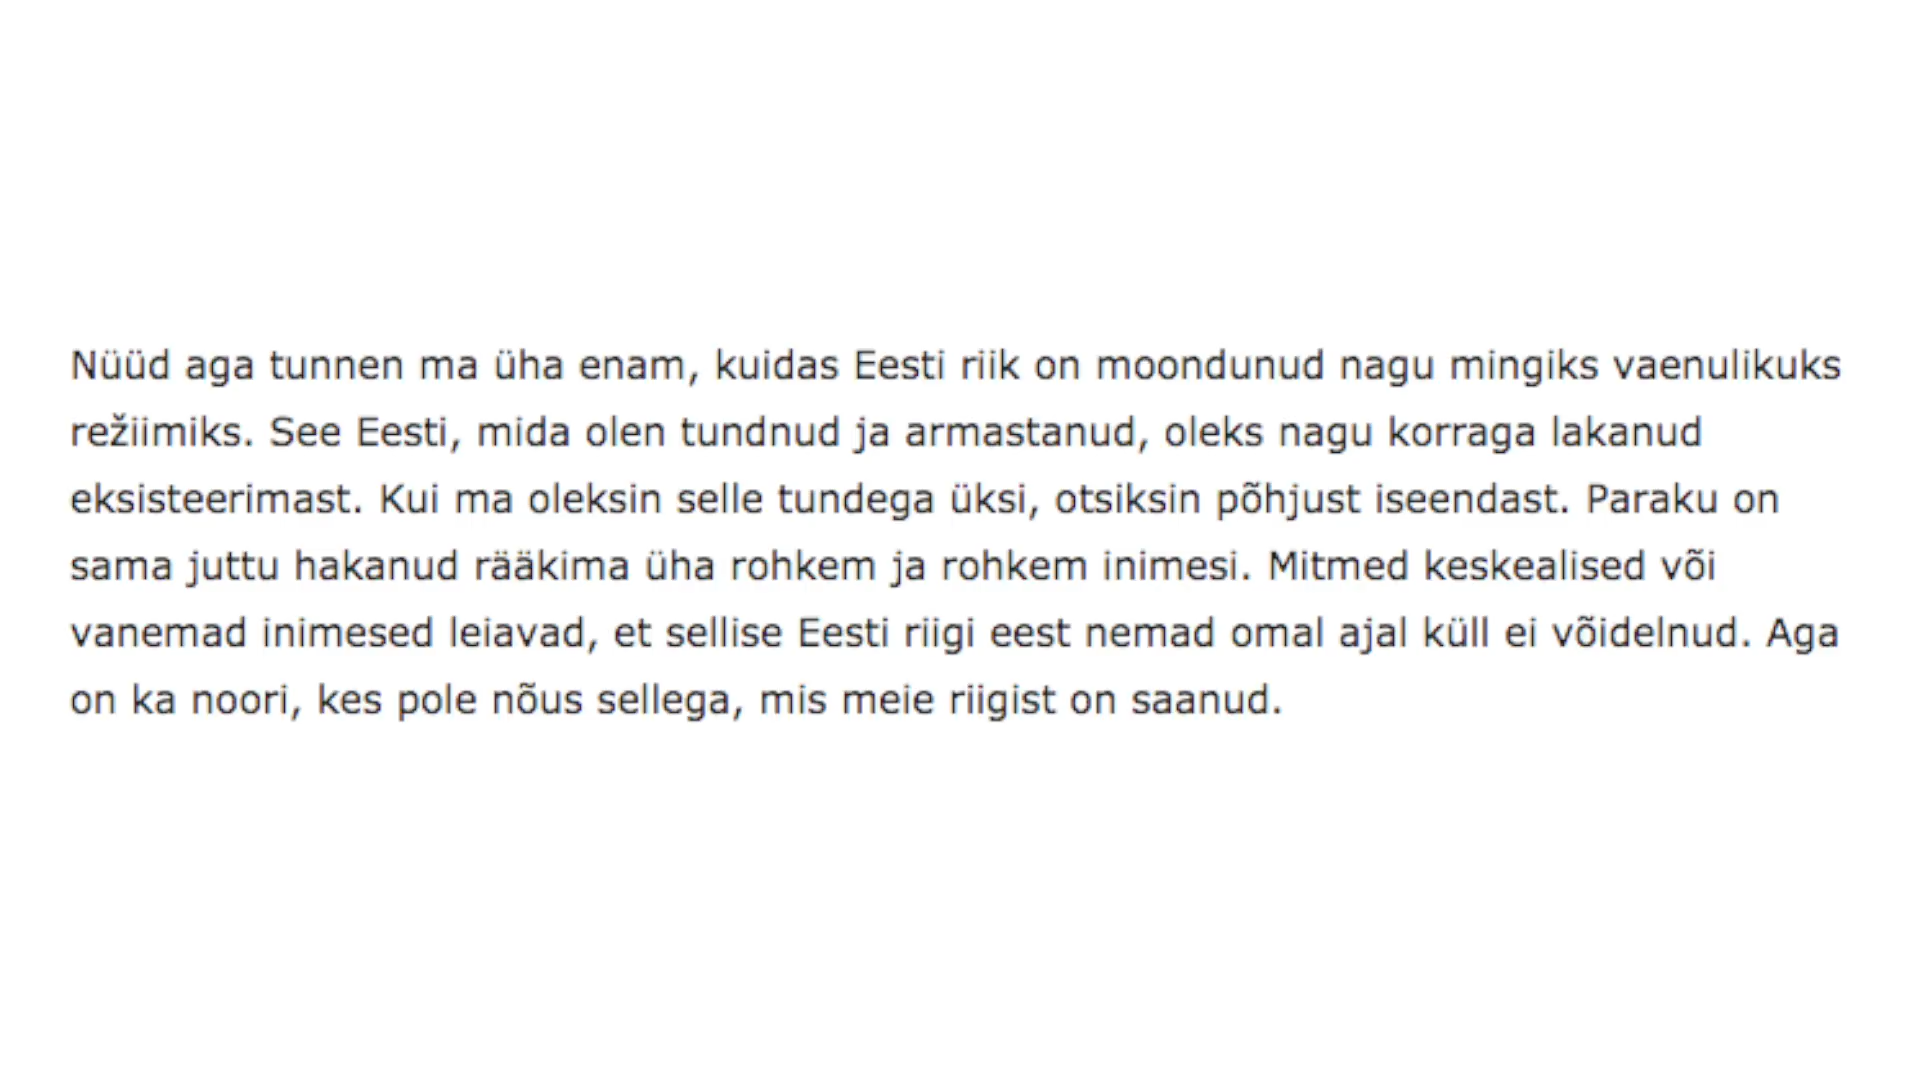 Nüüd aga tunnen ma üha enam, kuidas Eesti riik on moondunud nagu mingiks vaenulikuks
režiimiks. See Eesti, mida olen tundnud ja armastanud, oleks nagu korraga lakanud
eksisteerimast. Kui ma oleksin selle tundega üksi, otsiksin põhjust iseendast. Paraku on
sama juttu hakanud rääkima üha rohkem ja rohkem inimesi. Mitmed keskealised või
vanemad inimesed leiavad, et sellise Eesti riigi eest nemad omal ajal küll ei võidelnud. Aga
on ka noori, kes pole nõus sellega, mis meie riigist on saanud.